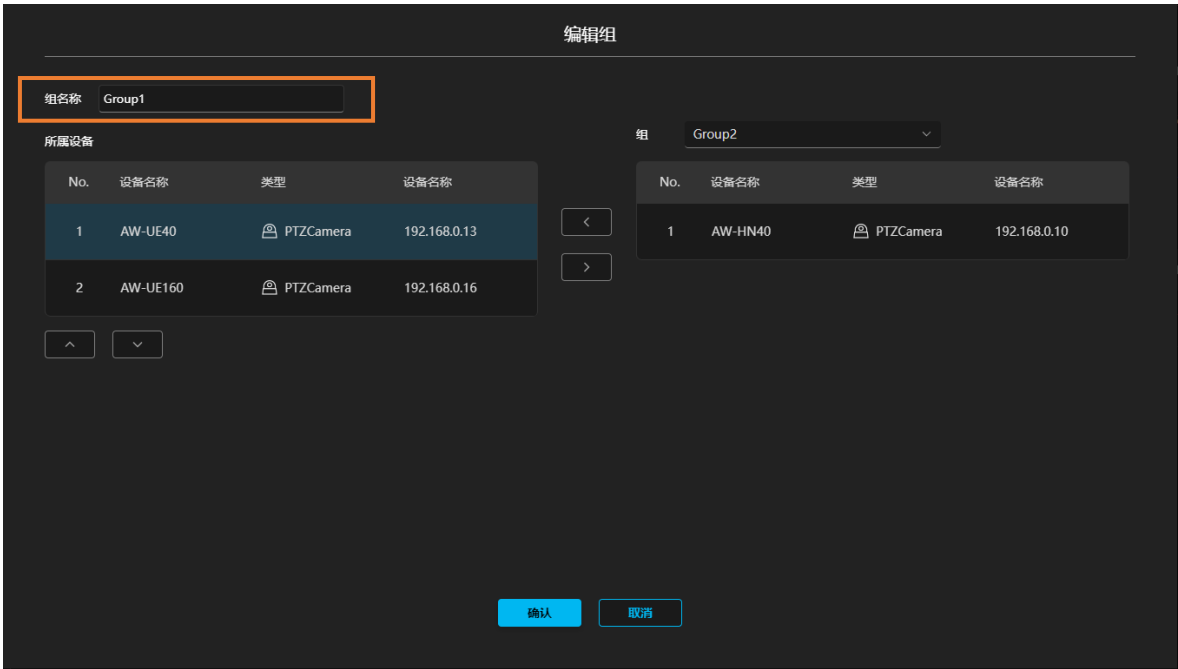 编辑组
组名称 Group1
所属设备
组 Group2
No. 设备名称 类型 设备名称
1 AW-UE40 PTZCamera 192.168.0.13
2 AW-UE160 PTZCamera 192.168.0.16
No. 设备名称 类型 设备名称
1 AW-HN40 PTZCamera 192.168.0.10
确认 取消